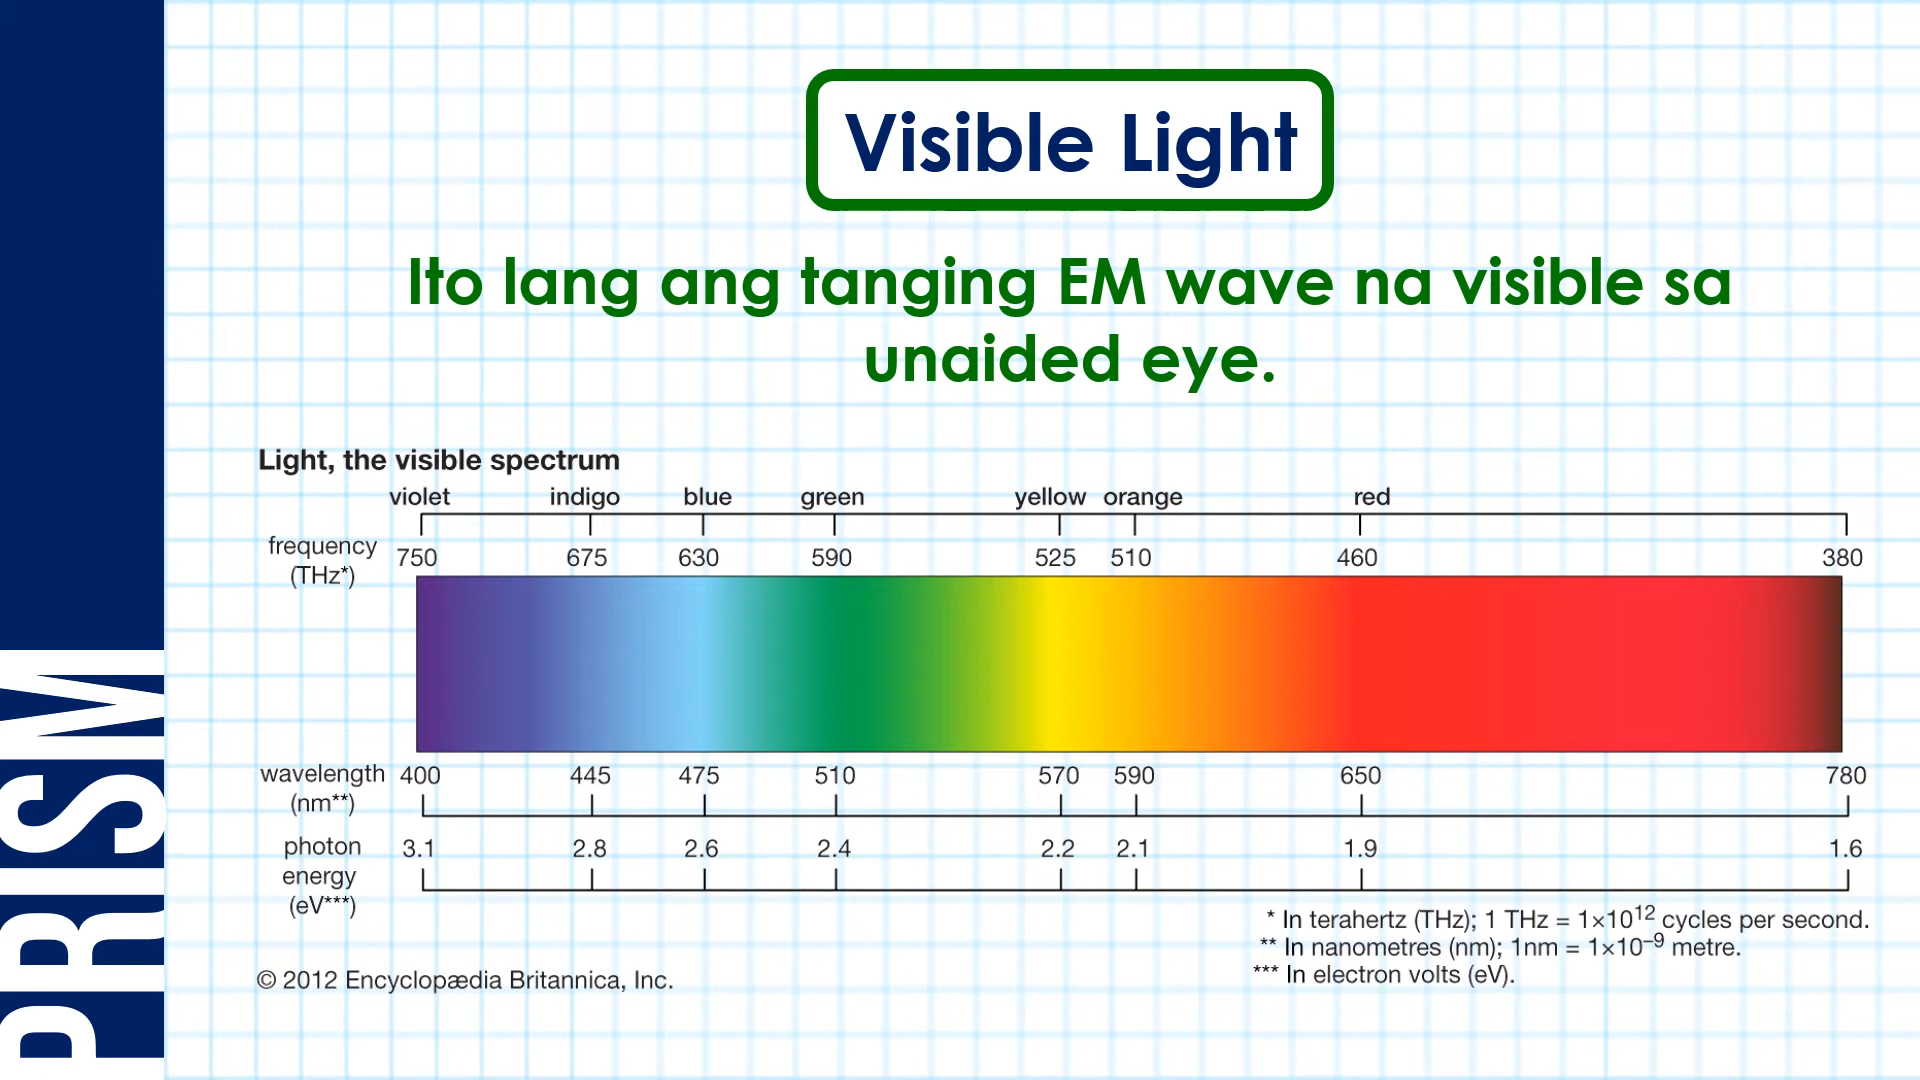 PRISM
Visible Light
Ito lang ang tanging EM wave na visible sa
unaided eye.
Light, the visible spectrum
violet indigo blue green yellow orange red
frequency (THz*) 750 675 630 590 525 510 460 380
wavelength (nm**) 400 445 475 510 570 590 650 780
photon energy (eV***) 3.1 2.8 2.6 2.4 2.2 2.1 1.9 1.6
* In terahertz (THz); 1 THz = 1×10¹² cycles per second.
** In nanometres (nm); 1nm = 1×10⁻⁹ metre.
*** In electron volts (eV).
© 2012 Encyclopædia Britannica, Inc.